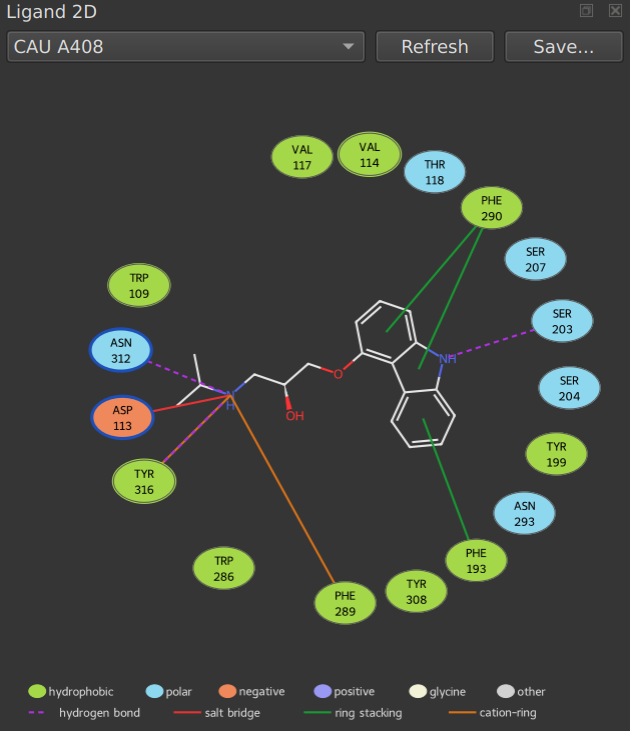 Ligand 2D
CAU A408
Refresh
Save...
VAL
117
VAL
114
THR
118
PHE
290
SER
207
TRP
109
SER
203
ASN
312
NH
O
SER
204
N
H
OH
ASP
113
TYR
199
TYR
316
ASN
293
PHE
193
TRP
286
TYR
308
PHE
289
hydrophobic
polar
negative
positive
glycine
other
hydrogen bond
salt bridge
ring stacking
cation-ring